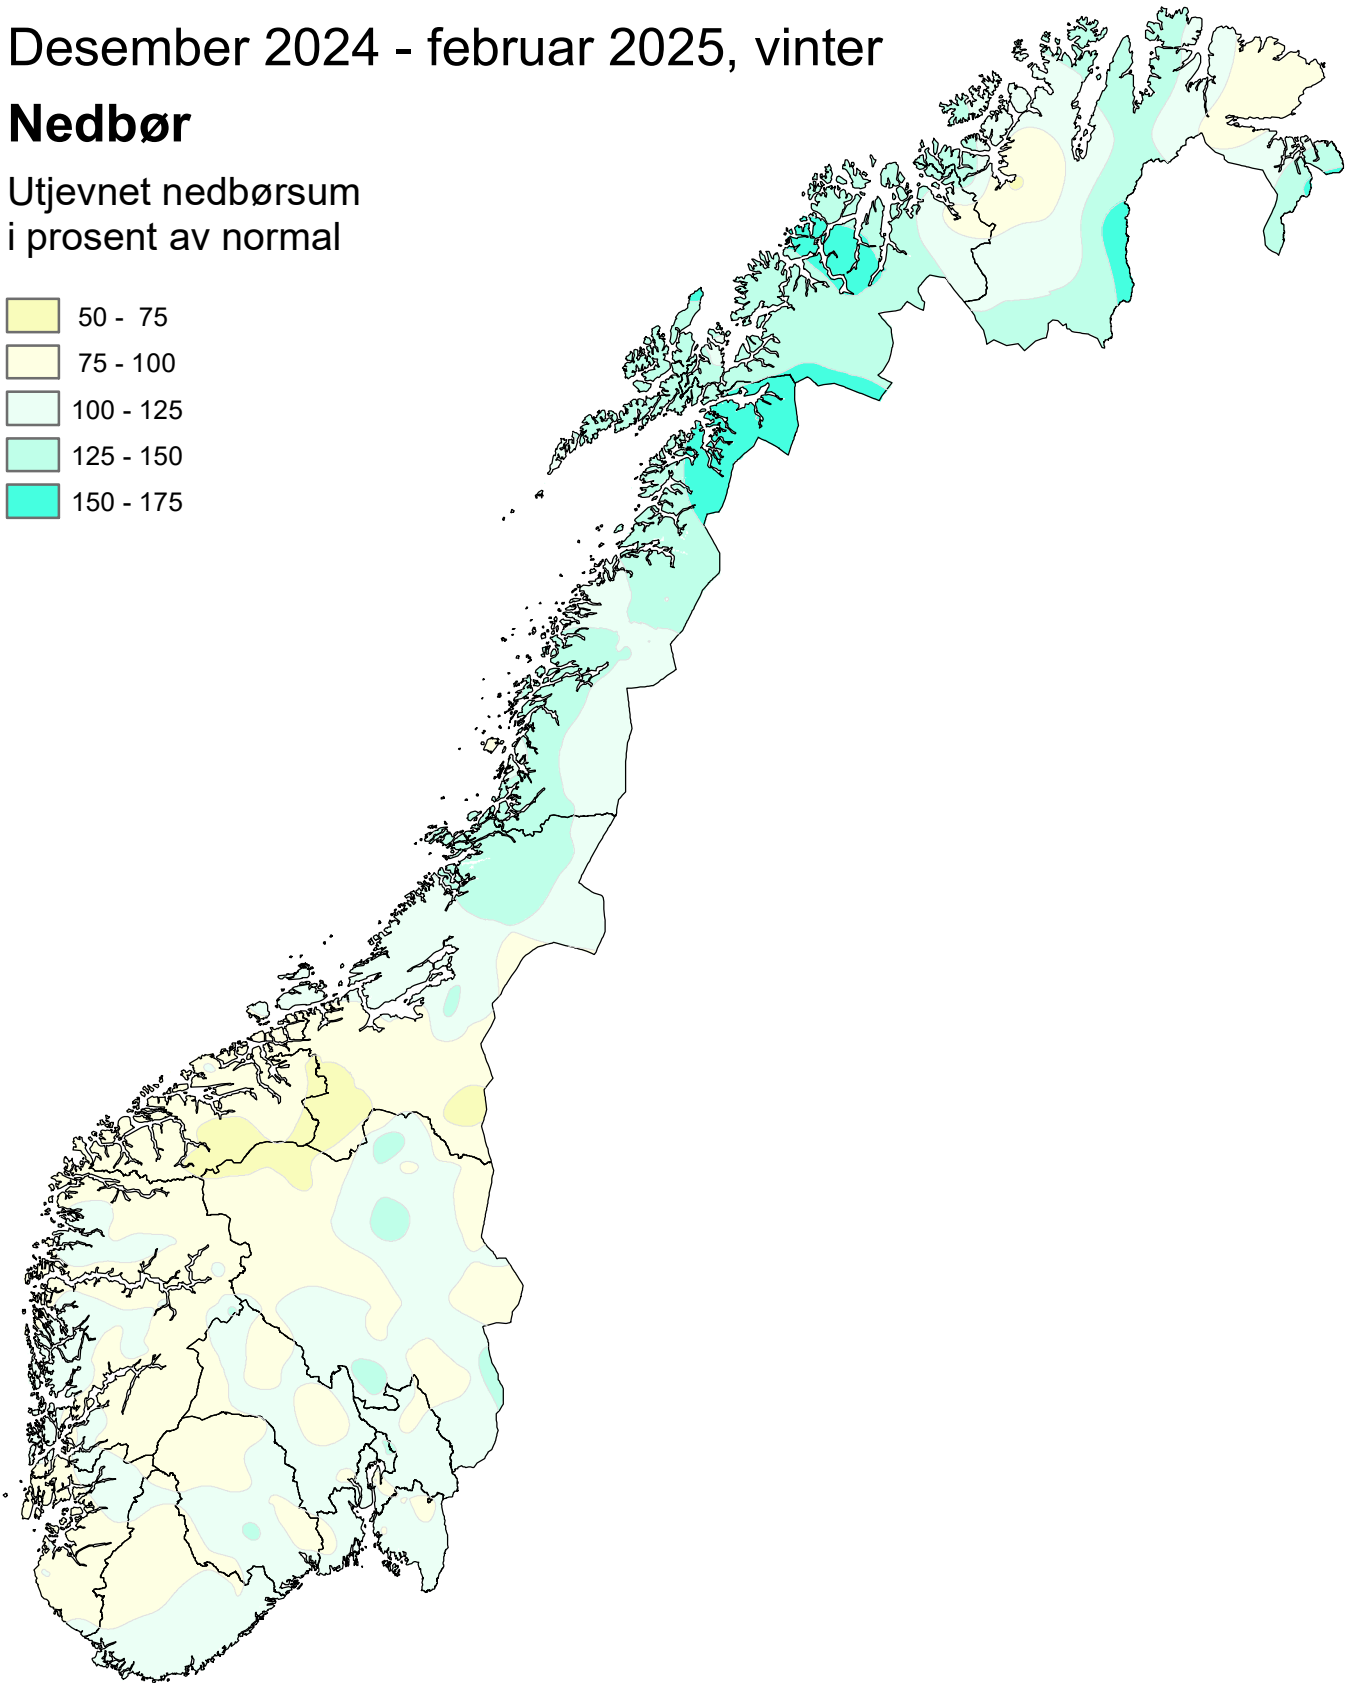 Desember 2024 - februar 2025, vinter
Nedbør
Utjevnet nedbørsum
i prosent av normal
50 - 75
75 - 100
100 - 125
125 - 150
150 - 175